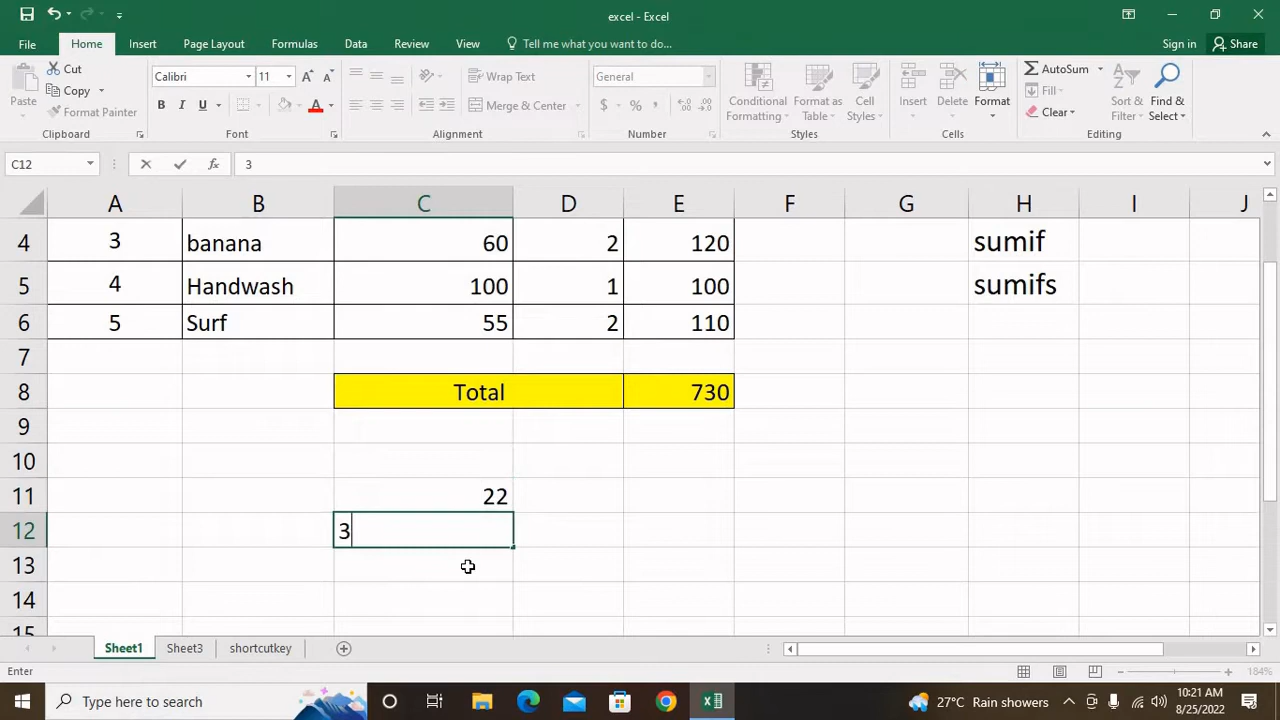 excel - Excel
File Home Insert Page Layout Formulas Data Review View Tell me what you want to do... Sign in Share
Cut
Copy
Format Painter
Paste
Clipboard
Calibri 11
B I U
Font
Wrap Text
Merge & Center
Alignment
General
$ % ,
Number
Conditional Formatting
Format as Table
Cell Styles
Styles
Insert Delete Format
Cells
AutoSum
Fill
Clear
Sort & Filter
Find & Select
Editing
C12 fx 3
A B C D E F G H I J
4 3 banana 60 2 120 sumif
5 4 Handwash 100 1 100 sumifs
6 5 Surf 55 2 110
7
8 Total 730
9
10
11 22
12 3
13
14
15
Sheet1 Sheet3 shortcutkey
Enter 184%
Type here to search 27°C Rain showers 10:21 AM
8/25/2022